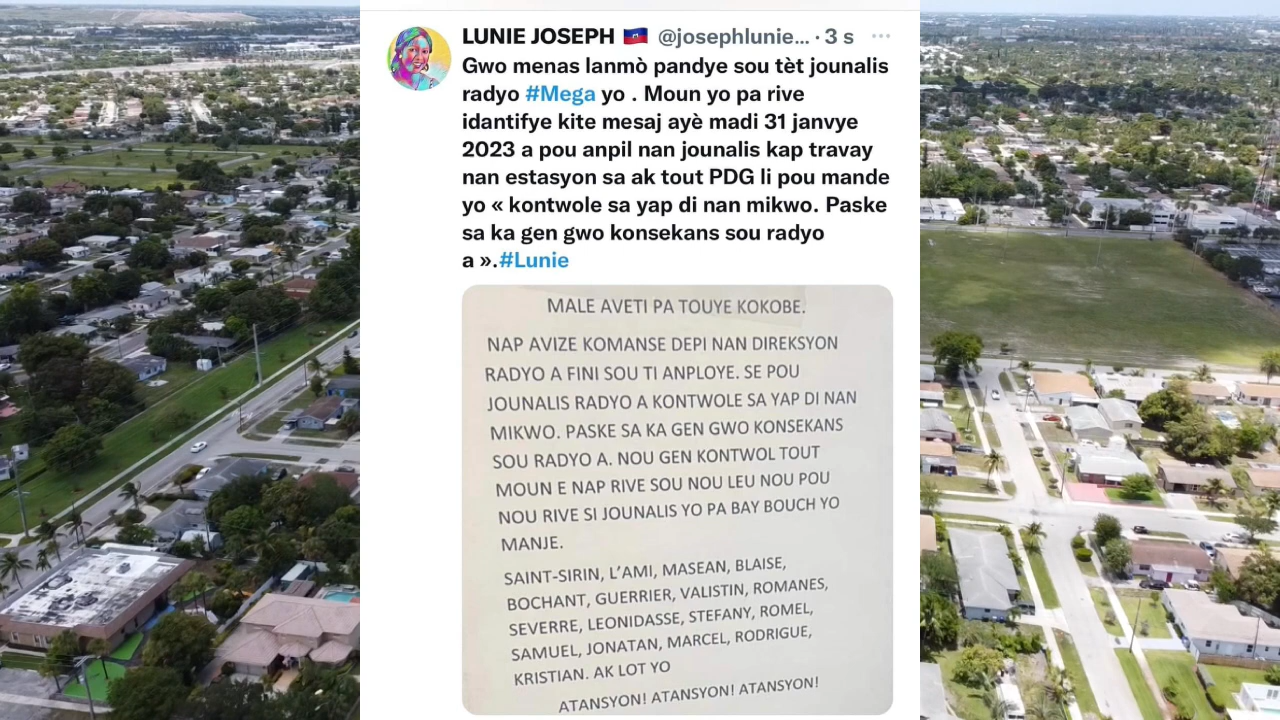 LUNIE JOSEPH 🇭🇹 @josephlunie... · 3 s ...
Gwo menas lanmò pandye sou tèt jounalis
radyo #Mega yo . Moun yo pa rive
idantifye kite mesaj ayè madi 31 janvye
2023 a pou anpil nan jounalis kap travay
nan estasyon sa ak tout PDG li pou mande
yo « kontwole sa yap di nan mikwo. Paske
sa ka gen gwo konsekans sou radyo
a ».#Lunie
MALE AVETI PA TOUYE KOKOBE.
NAP AVIZE KOMANSE DEPI NAN DIREKSYON
RADYO A FINI SOU TI ANPLOYE. SE POU
JOUNALIS RADYO A KONTWOLE SA YAP DI NAN
MIKWO. PASKE SA KA GEN GWO KONSEKANS
SOU RADYO A. NOU GEN KONTWOL TOUT
MOUN E NAP RIVE SOU NOU LEU NOU POU
NOU RIVE SI JOUNALIS YO PA BAY BOUCH YO
MANJE.
SAINT-SIRIN, L'AMI, MASEAN, BLAISE,
BOCHANT, GUERRIER, VALISTIN, ROMANES,
SEVERRE, LEONIDASSE, STEFANY, ROMEL,
SAMUEL, JONATAN, MARCEL, RODRIGUE,
KRISTIAN. AK LOT YO
ATANSYON! ATANSYON! ATANSYON!